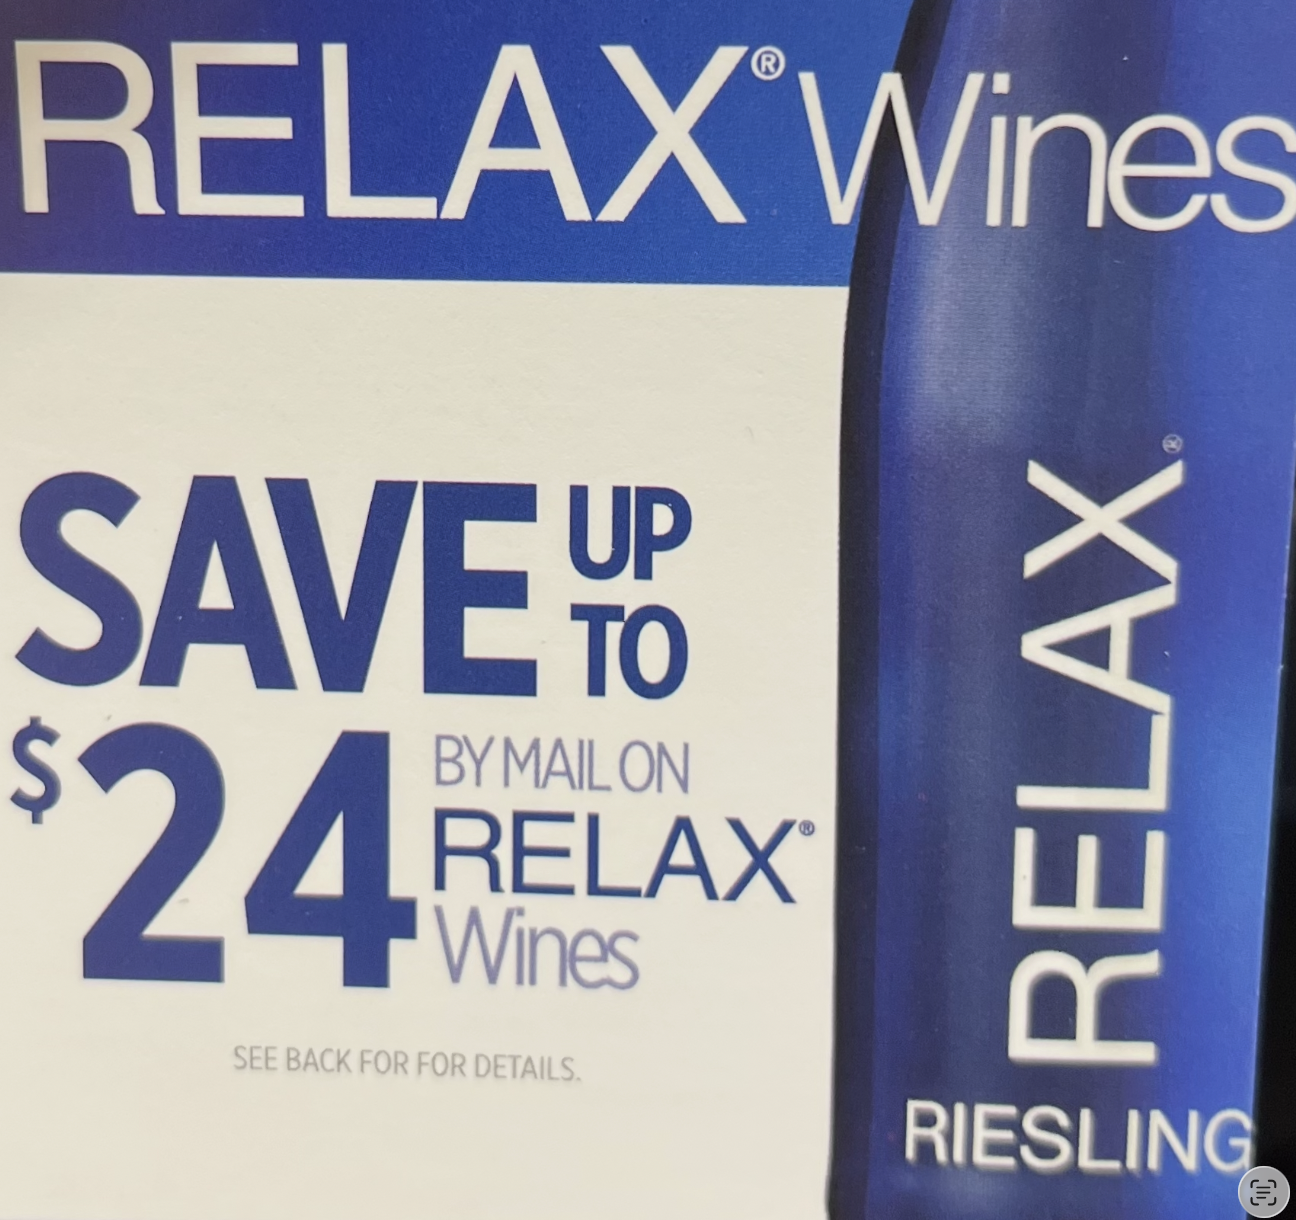 RELAX® Wines
SAVE UP TO
$24 BY MAIL ON
RELAX®
Wines
SEE BACK FOR FOR DETAILS.
RELAX®
RIESLING